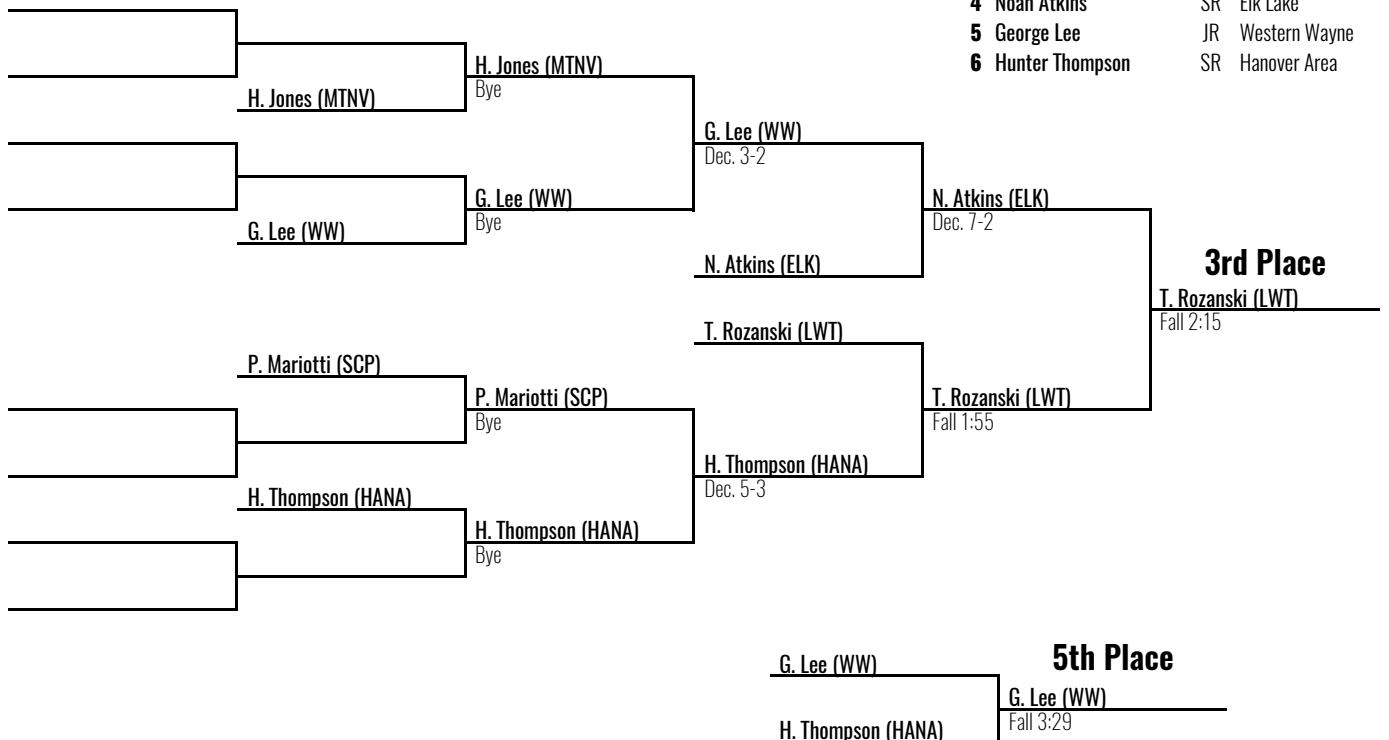 4 Noah Atkins SR Elk Lake
5 George Lee JR Western Wayne
6 Hunter Thompson SR Hanover Area
H. Jones (MTNV)
H. Jones (MTNV)
Bye
G. Lee (WW)
Dec. 3-2
G. Lee (WW)
G. Lee (WW)
Bye
N. Atkins (ELK)
N. Atkins (ELK)
Dec. 7-2
3rd Place
T. Rozanski (LWT)
Fall 2:15
T. Rozanski (LWT)
P. Mariotti (SCP)
P. Mariotti (SCP)
Bye
T. Rozanski (LWT)
Fall 1:55
H. Thompson (HANA)
Dec. 5-3
H. Thompson (HANA)
H. Thompson (HANA)
Bye
5th Place
G. Lee (WW)
G. Lee (WW)
Fall 3:29
H. Thompson (HANA)